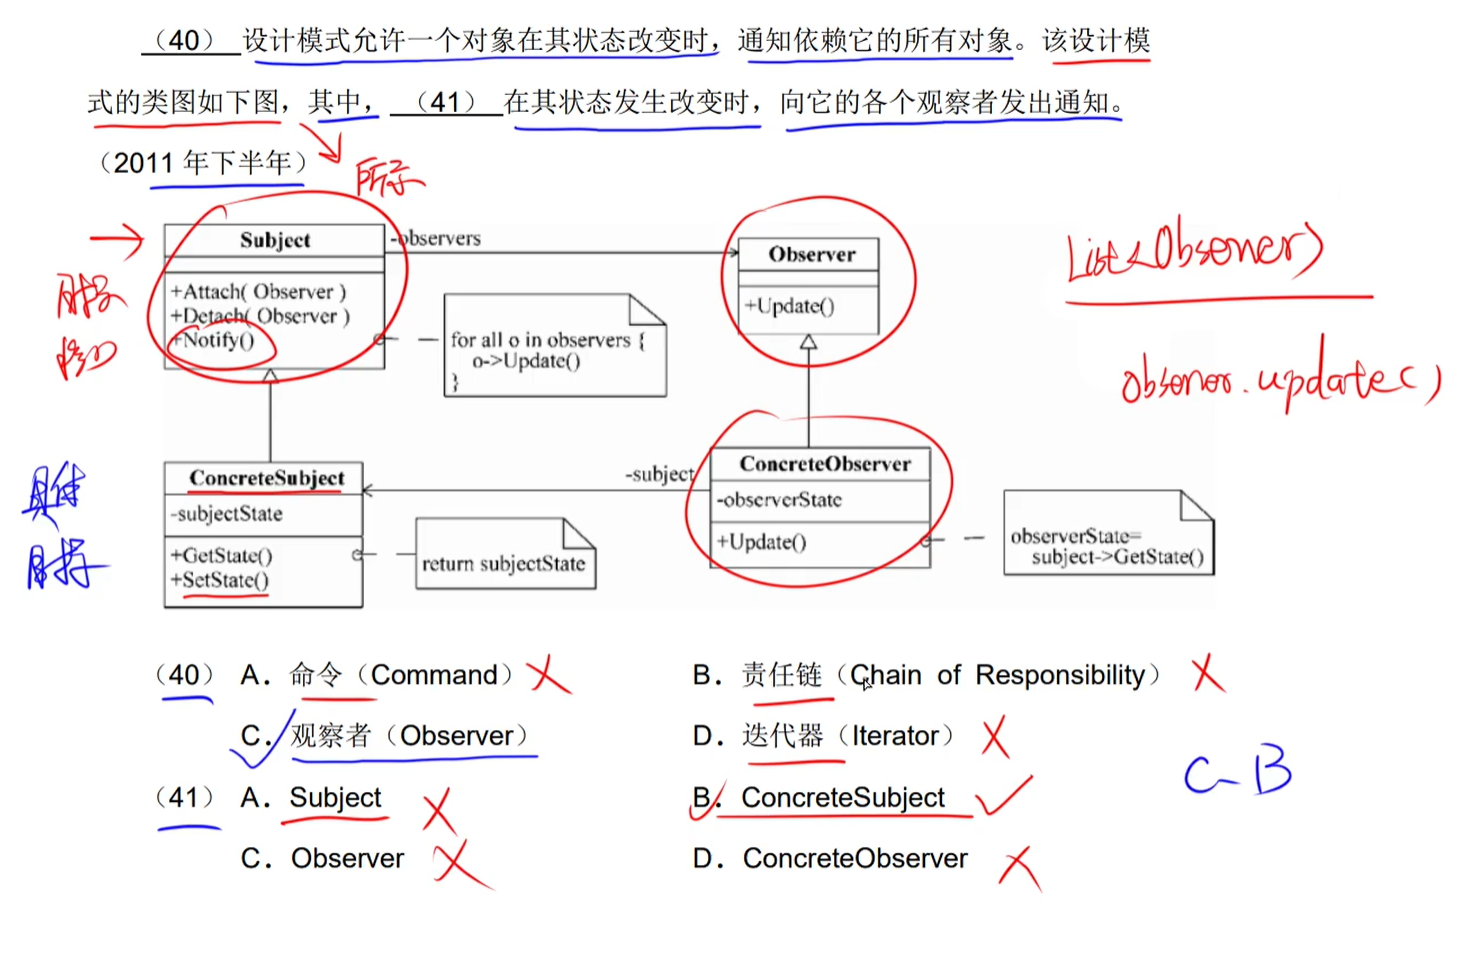 （40） 设计模式允许一个对象在其状态改变时，通知依赖它的所有对象。该设计模
式的类图如下图，其中， （41） 在其状态发生改变时，向它的各个观察者发出通知。
（2011 年下半年）
所示
Subject
-observers
Observer
List<Observer>
+Attach( Observer )
+Detach( Observer )
+Notify()
+Update()
for all o in observers {
o->Update()
}
observer.update()
ConcreteSubject
-subject
ConcreteObserver
具体
目标
-subjectState
-observerState
+GetState()
+SetState()
+Update()
return subjectState
observerState=
subject->GetState()
（40） A．命令（Command） B．责任链（Chain of Responsibility）
C．观察者（Observer） D．迭代器（Iterator）
C B
（41） A．Subject B．ConcreteSubject
C．Observer D．ConcreteObserver